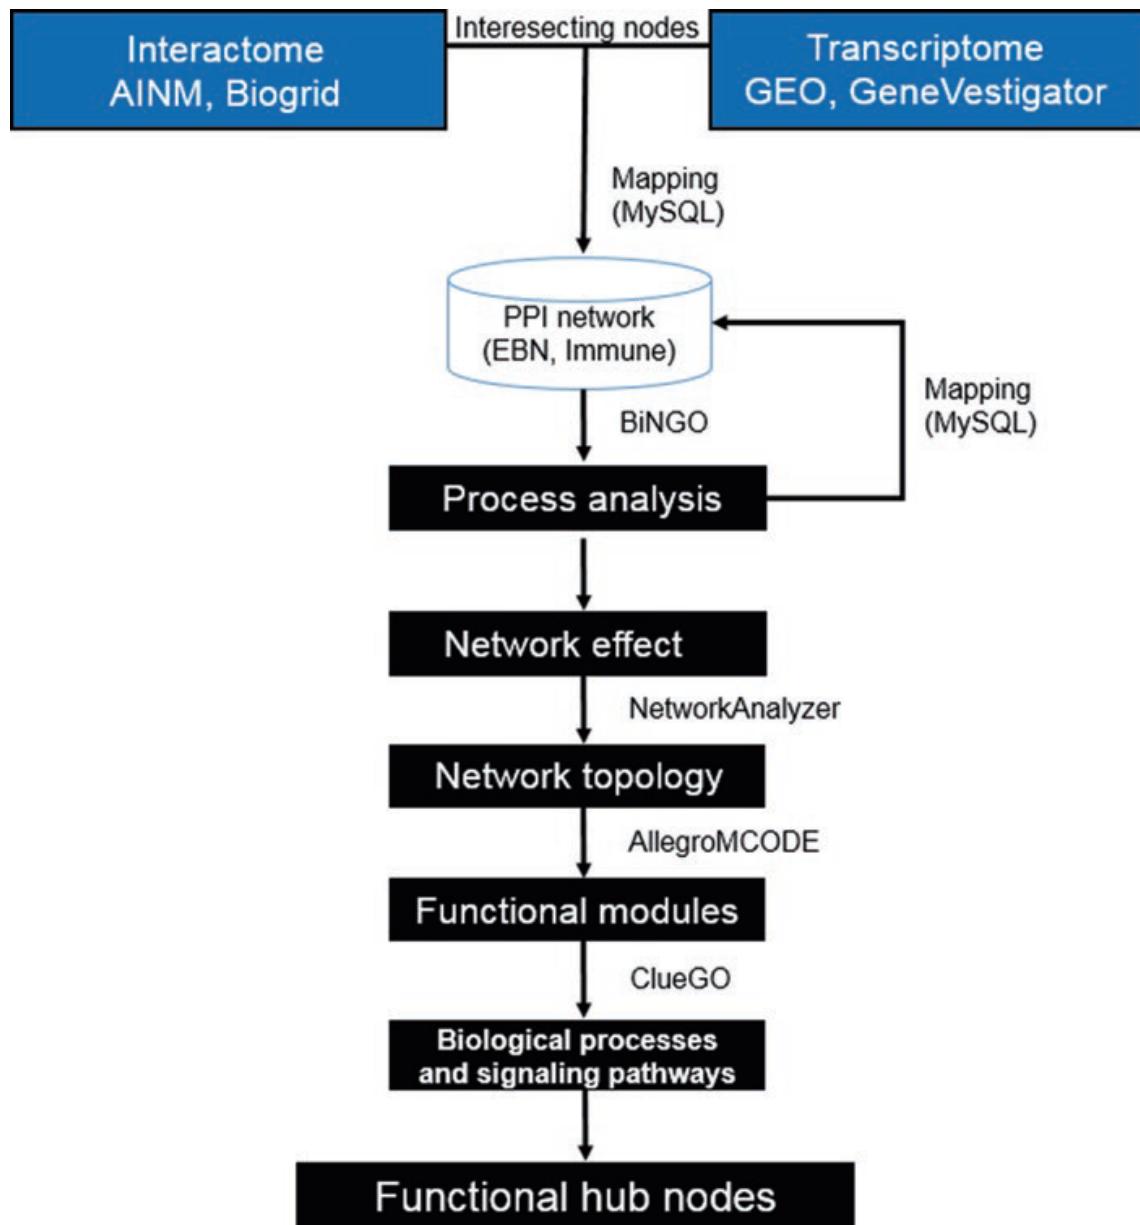 Interactome
AINM, Biogrid
Interesecting nodes
Transcriptome
GEO, GeneVestigator
Mapping
(MySQL)
PPI network
(EBN, Immune)
Mapping
(MySQL)
BiNGO
Process analysis
Network effect
NetworkAnalyzer
Network topology
AllegroMCODE
Functional modules
ClueGO
Biological processes
and signaling pathways
Functional hub nodes